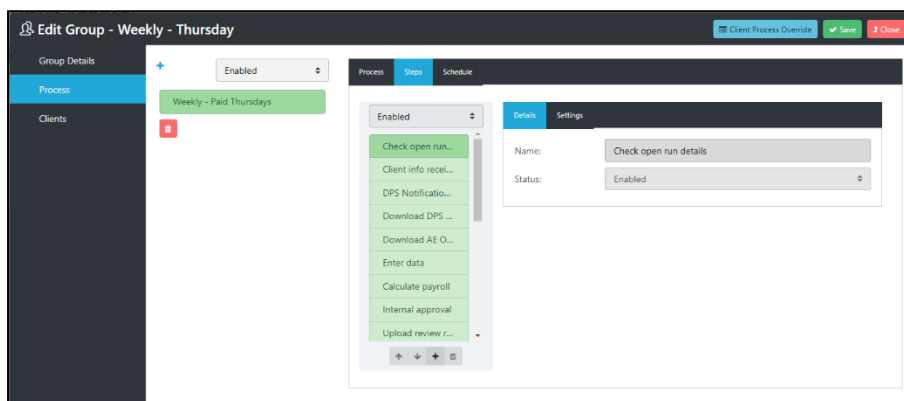 Edit Group - Weekly - Thursday
Client Process Override
Save
Close
Group Details
Process
Clients
Enabled
Weekly - Paid Thursdays
Process
Steps
Schedule
Enabled
Check open run...
Client info recei...
DPS Notificatio...
Download DPS ...
Download AE O...
Enter data
Calculate payroll
Internal approval
Upload review r...
Details
Settings
Name:
Check open run details
Status:
Enabled